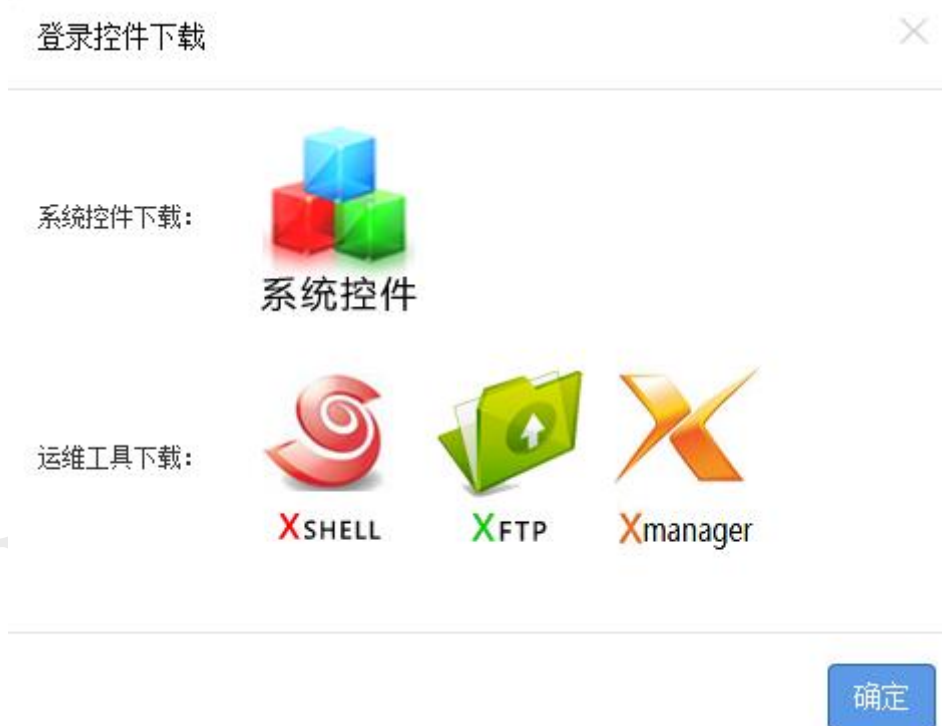 登录控件下载
系统控件下载：
系统控件
运维工具下载：
XSHELL
XFTP
Xmanager
确定